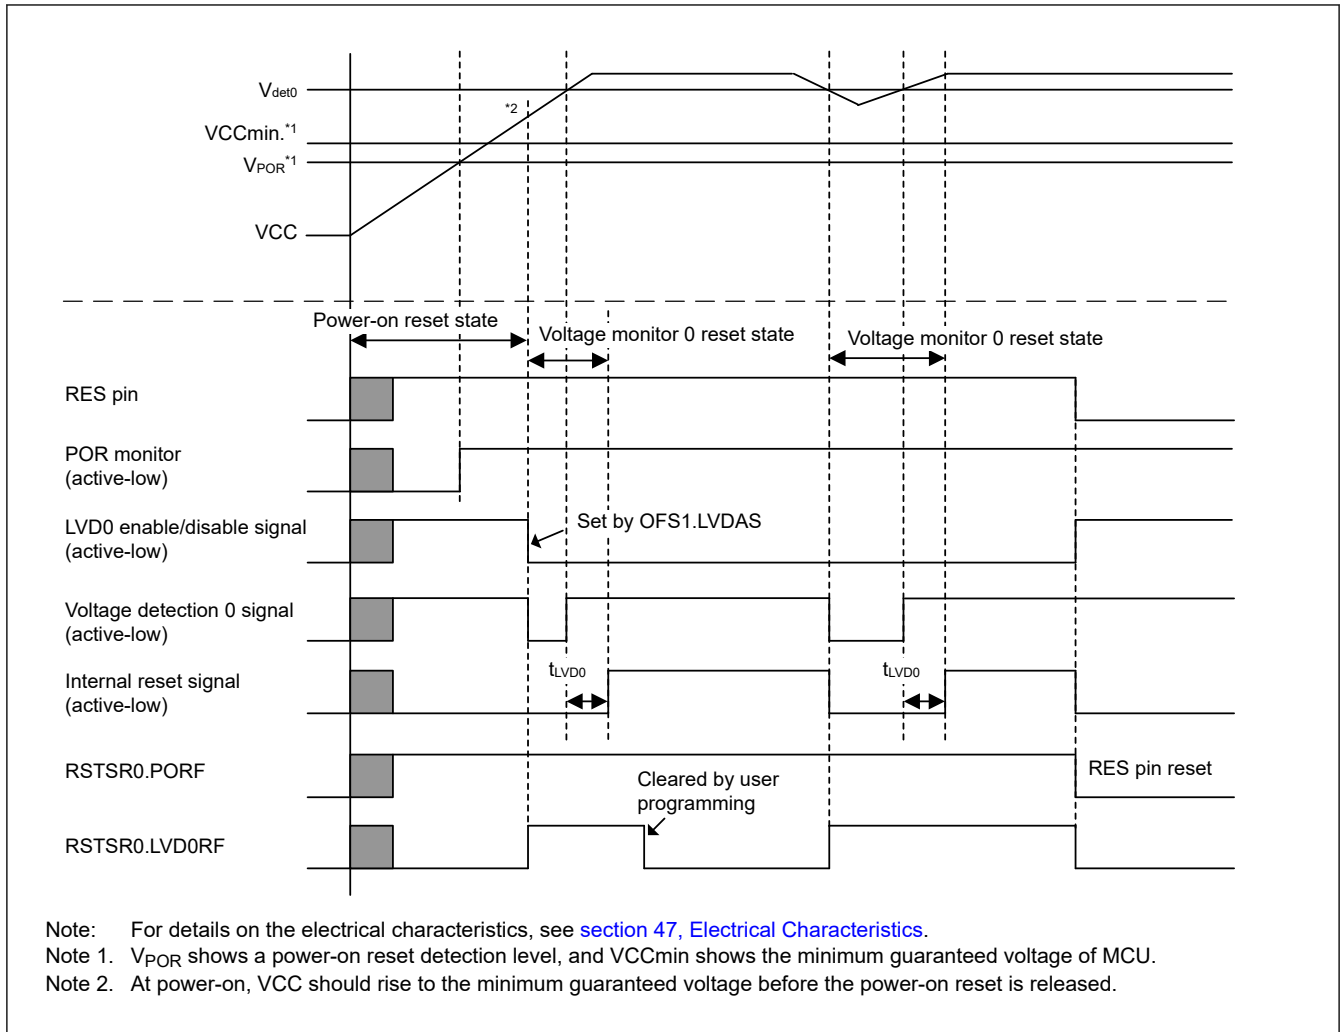 Vdet0
*2
VCCmin.*1
VPOR*1
VCC
Power-on reset state
Voltage monitor 0 reset state
Voltage monitor 0 reset state
RES pin
POR monitor
(active-low)
LVD0 enable/disable signal
(active-low)
Set by OFS1.LVDAS
Voltage detection 0 signal
(active-low)
tLVD0
tLVD0
Internal reset signal
(active-low)
RSTSR0.PORF
RES pin reset
Cleared by user
programming
RSTSR0.LVD0RF
Note: For details on the electrical characteristics, see section 47, Electrical Characteristics.
Note 1. VPOR shows a power-on reset detection level, and VCCmin shows the minimum guaranteed voltage of MCU.
Note 2. At power-on, VCC should rise to the minimum guaranteed voltage before the power-on reset is released.